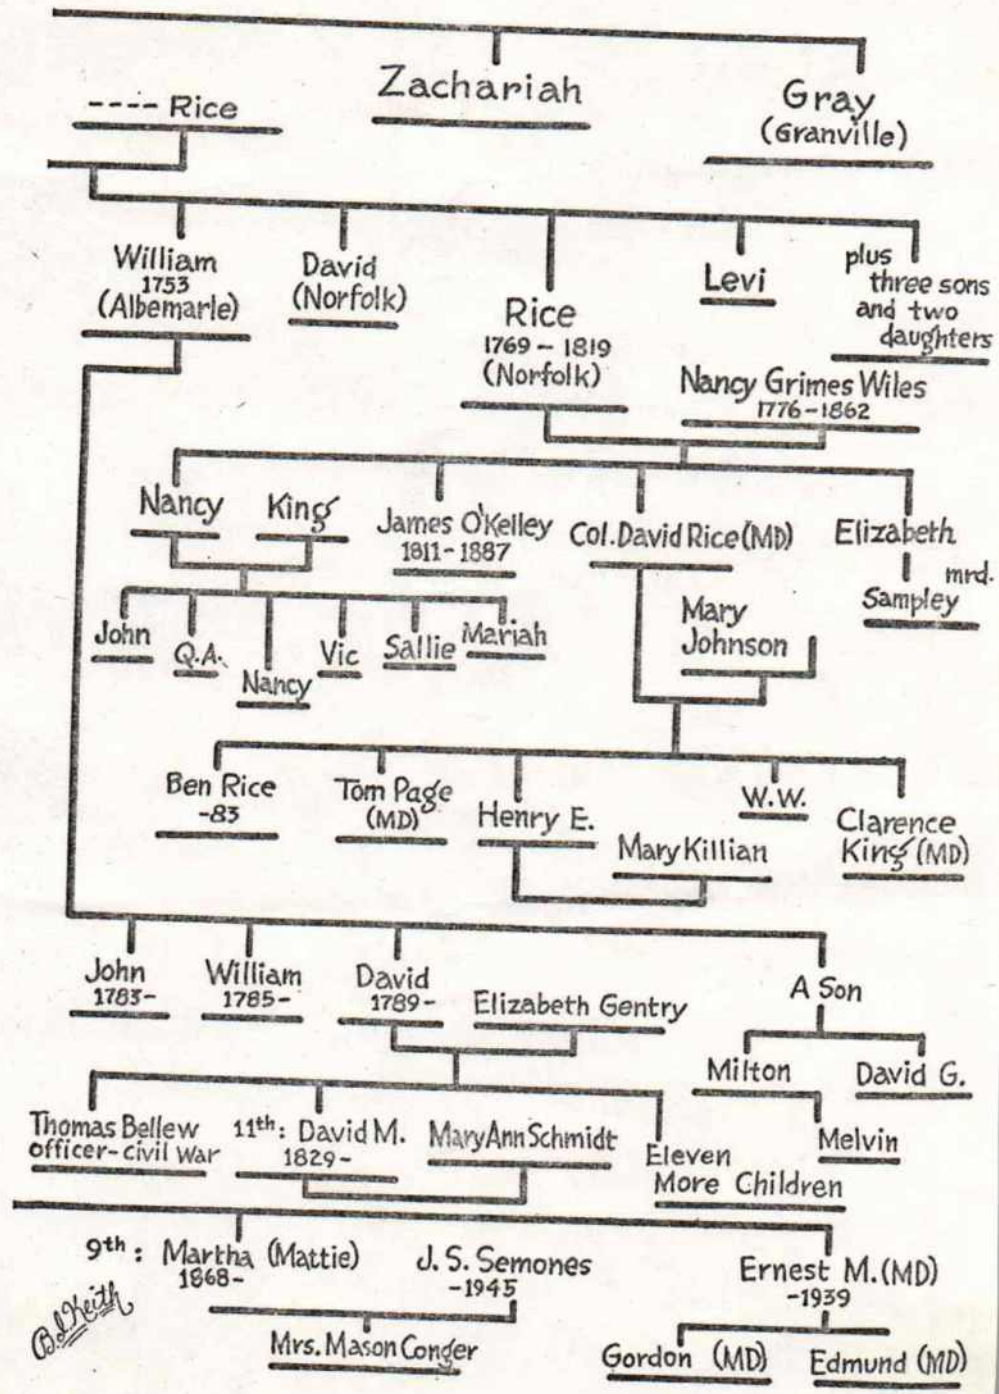 Zachariah
Gray
(Granville)
---- Rice
William
1753
(Albemarle)
David
(Norfolk)
Rice
1769 - 1819
(Norfolk)
Levi
plus
three sons
and two
daughters
Nancy Grimes Wiles
1776-1862
Nancy
King
James O'Kelley
1811-1887
Col. David Rice (MD)
Elizabeth
mrd.
Sampley
Mary
Johnson
John
Q.A.
Nancy
Vic
Sallie
Mariah
Ben Rice
-83
Tom Page
(MD)
Henry E.
Mary Killian
W.W.
Clarence
King (MD)
John
1783-
William
1785-
David
1789-
Elizabeth Gentry
A Son
Milton
David G.
Melvin
Thomas Bellew
officer-civil war
11th: David M.
1829-
Mary Ann Schmidt
Eleven
More Children
9th: Martha (Mattie)
1868-
J. S. Semones
-1945
Ernest M. (MD)
-1939
Mrs. Mason Conger
Gordon (MD)
Edmund (MD)
B.L. Keith